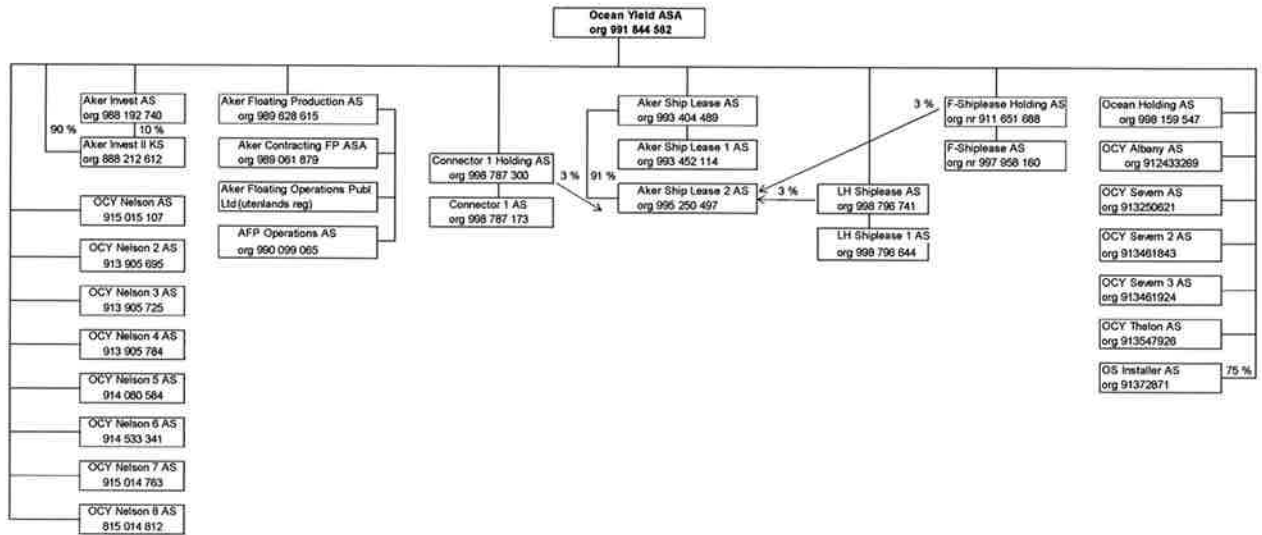 Ocean Yield ASA
org 991 844 582
Aker Invest AS
org 988 192 740
90 %
10 %
Aker Invest II KS
org 888 212 612
OCY Nelson AS
915 015 107
OCY Nelson 2 AS
913 905 695
OCY Nelson 3 AS
913 905 725
OCY Nelson 4 AS
913 905 784
OCY Nelson 5 AS
914 080 584
OCY Nelson 6 AS
914 533 341
OCY Nelson 7 AS
915 014 763
OCY Nelson 8 AS
815 014 812
Aker Floating Production AS
org 989 628 615
Aker Contracting FP ASA
org 989 061 879
Aker Floating Operations Publ
Ltd (utenlands reg)
AFP Operations AS
org 990 099 065
Connector 1 Holding AS
org 998 787 300
3 %
Connector 1 AS
org 998 787 173
Aker Ship Lease AS
org 993 404 489
Aker Ship Lease 1 AS
org 993 452 114
91 %
Aker Ship Lease 2 AS
org 995 250 497
3 %
LH Shiplease AS
org 998 796 741
LH Shiplease 1 AS
org 998 796 644
3 %
F-Shiplease Holding AS
org nr 911 651 688
F-Shiplease AS
org nr 997 958 160
Ocean Holding AS
org 998 159 547
OCY Albany AS
org 912433269
OCY Severn AS
org 913250621
OCY Severn 2 AS
org 913461843
OCY Severn 3 AS
org 913461924
OCY Thelon AS
org 913547926
OS Installer AS
org 91372871
75 %